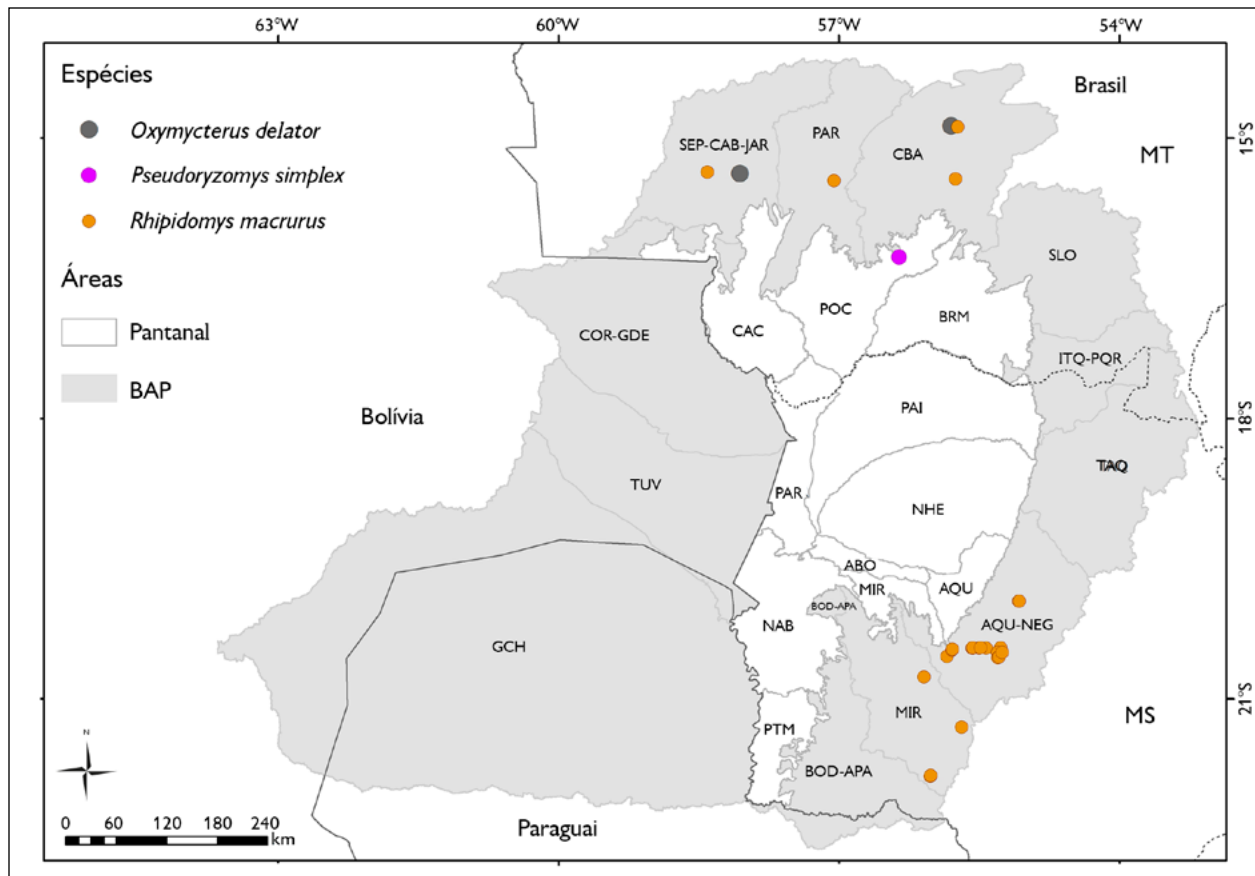 63°W 60°W 57°W 54°W
Espécies
Oxymycterus delator
Pseudoryzomys simplex
Rhipidomys macrurus
Áreas
Pantanal
BAP
Brasil
MT
15°S
SEP-CAB-JAR
PAR
CBA
SLO
COR-GDE
CAC
POC
BRM
ITQ-PQR
Bolívia
PAI
18°S
TUV
PAR
TAQ
NHE
ABO
MIR
AQU
BOD-APA
NAB
AQU-NEG
GCH
21°S
PTM
MIR
MS
BOD-APA
N
0 60 120 180 240
km
Paraguai